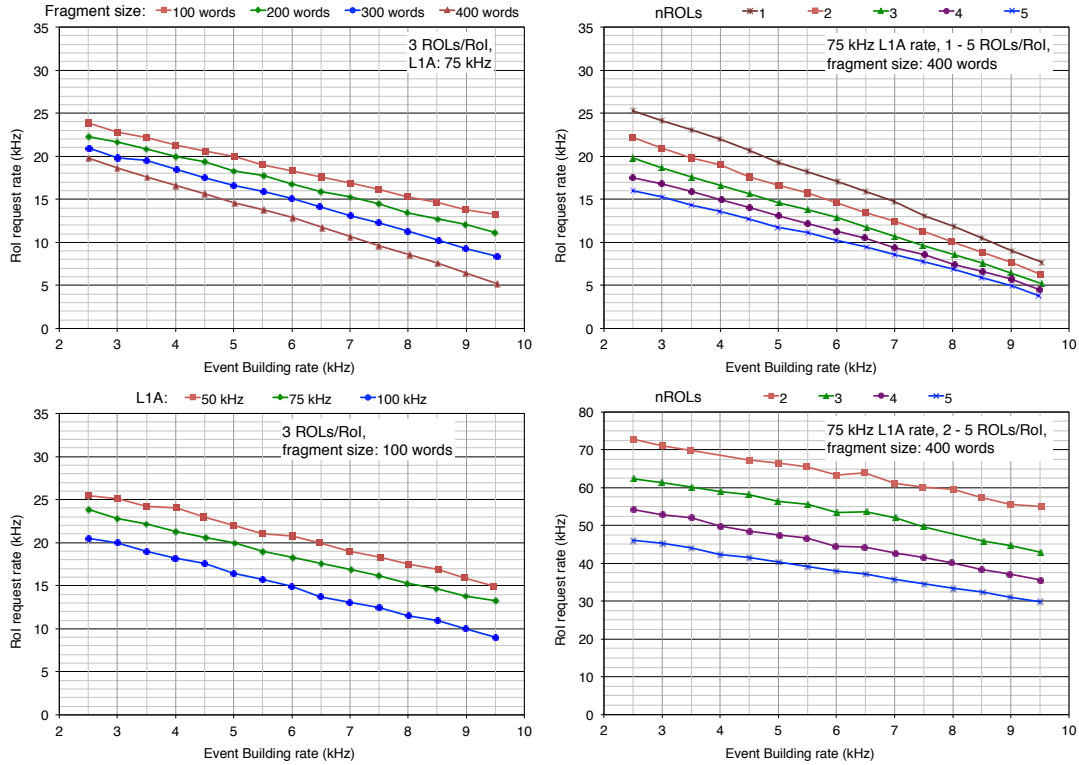 Fragment size: 100 words 200 words 300 words 400 words
3 ROLs/RoI,
L1A: 75 kHz
RoI request rate (kHz)
35
30
25
20
15
10
5
0
2 3 4 5 6 7 8 9 10
Event Building rate (kHz)
nROLs 1 2 3 4 5
75 kHz L1A rate, 1 - 5 ROLs/RoI,
fragment size: 400 words
RoI request rate (kHz)
35
30
25
20
15
10
5
0
2 3 4 5 6 7 8 9 10
Event Building rate (kHz)
L1A: 50 kHz 75 kHz 100 kHz
3 ROLs/RoI,
fragment size: 100 words
RoI request rate (kHz)
35
30
25
20
15
10
5
0
2 3 4 5 6 7 8 9 10
Event Building rate (kHz)
nROLs 2 3 4 5
75 kHz L1A rate, 2 - 5 ROLs/RoI,
fragment size: 400 words
RoI request rate (kHz)
80
70
60
50
40
30
20
10
0
2 3 4 5 6 7 8 9 10
Event Building rate (kHz)